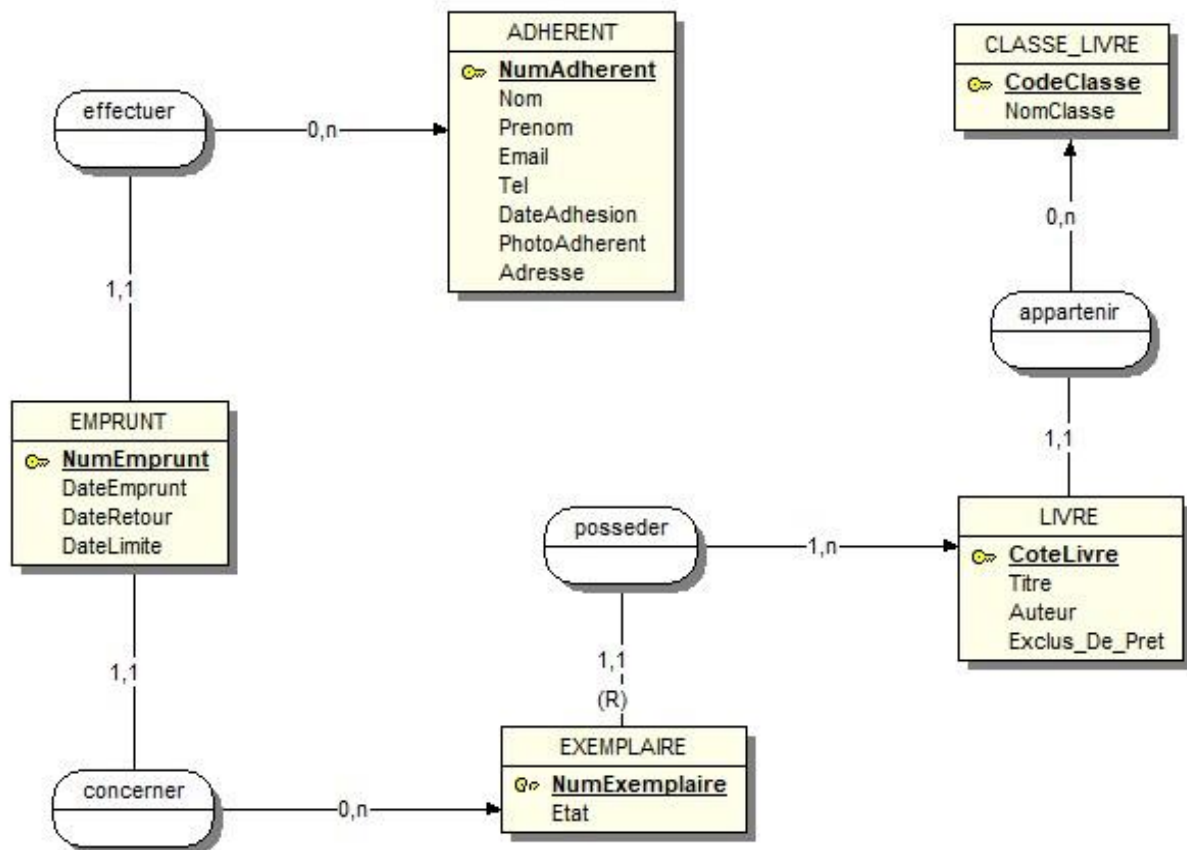 ADHERENT
NumAdherent
Nom
Prenom
Email
Tel
DateAdhesion
PhotoAdherent
Adresse
CLASSE_LIVRE
CodeClasse
NomClasse
effectuer
0,n
1,1
0,n
appartenir
1,1
EMPRUNT
NumEmprunt
DateEmprunt
DateRetour
DateLimite
posseder
1,n
LIVRE
CoteLivre
Titre
Auteur
Exclus_De_Pret
1,1
1,1
(R)
EXEMPLAIRE
NumExemplaire
Etat
concerner
0,n